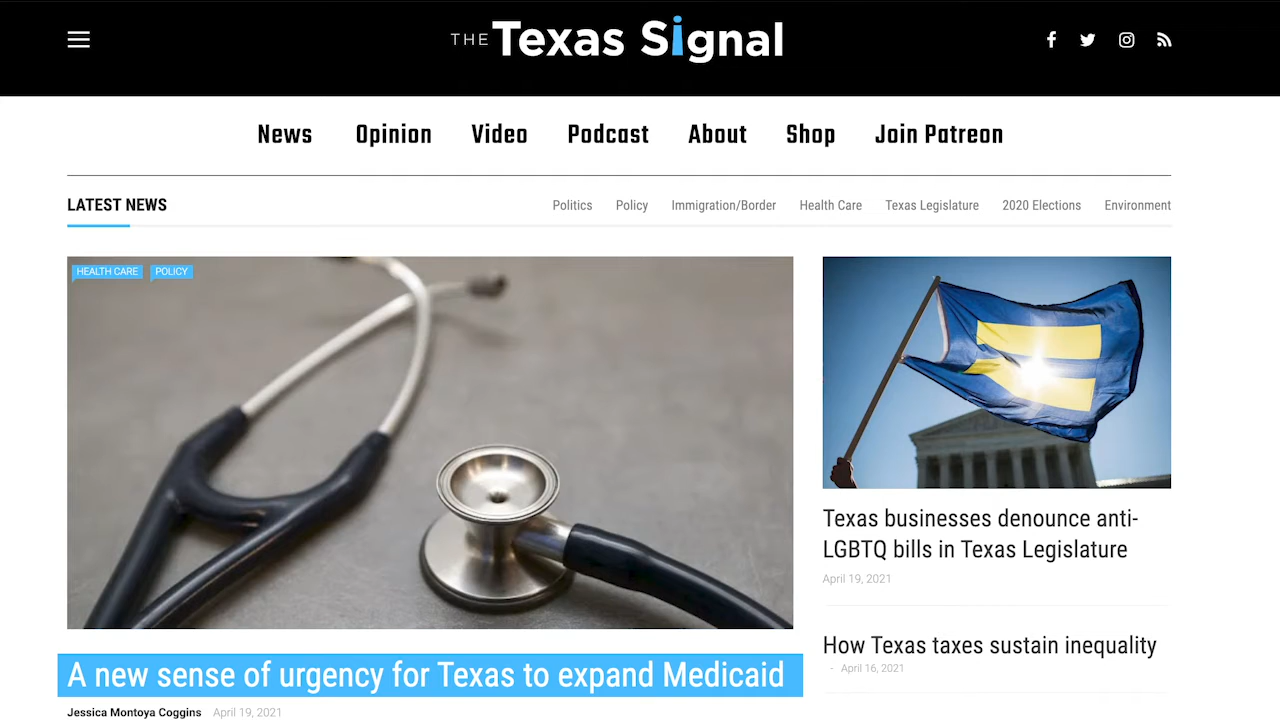 THE Texas Signal
News Opinion Video Podcast About Shop Join Patreon
LATEST NEWS
Politics Policy Immigration/Border Health Care Texas Legislature 2020 Elections Environment
HEALTH CARE POLICY
A new sense of urgency for Texas to expand Medicaid
Jessica Montoya Coggins April 19, 2021
Texas businesses denounce anti-
LGBTQ bills in Texas Legislature
April 19, 2021
How Texas taxes sustain inequality
- April 16, 2021